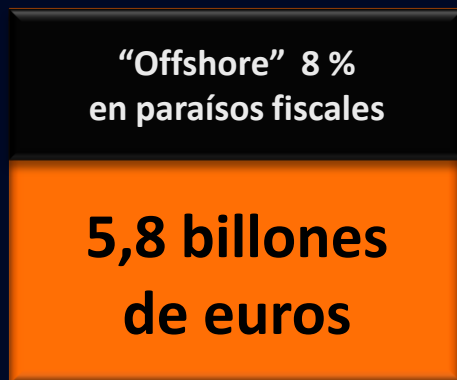 “Offshore”  8 %
en paraísos fiscales
5,8 billones
de euros